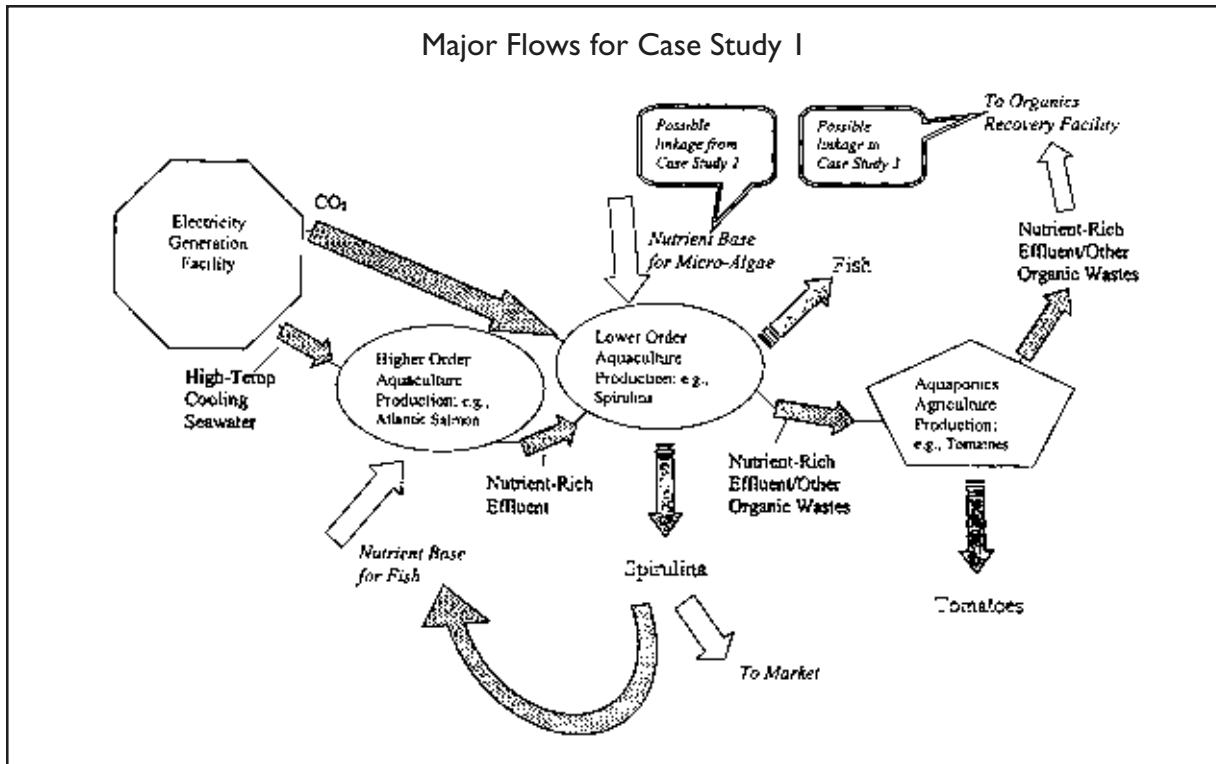 Major Flows for Case Study 1
To Organics
Recovery Facility
Possible
linkage from
Case Study 2
Possible
linkage to
Case Study 3
CO₂
Electricity
Generation
Facility
Nutrient Base
for Micro-Algae
Fish
Nutrient-Rich
Effluent/Other
Organic Wastes
High-Temp
Cooling
Seawater
Higher Order
Aquaculture
Production: e.g.,
Atlantic Salmon
Lower Order
Aquaculture
Production: e.g.,
Spirulina
Aquaponics
Agriculture
Production:
e.g., Tomatoes
Nutrient-Rich
Effluent
Nutrient-Rich
Effluent/Other
Organic Wastes
Nutrient Base
for Fish
Spirulina
Tomatoes
To Market